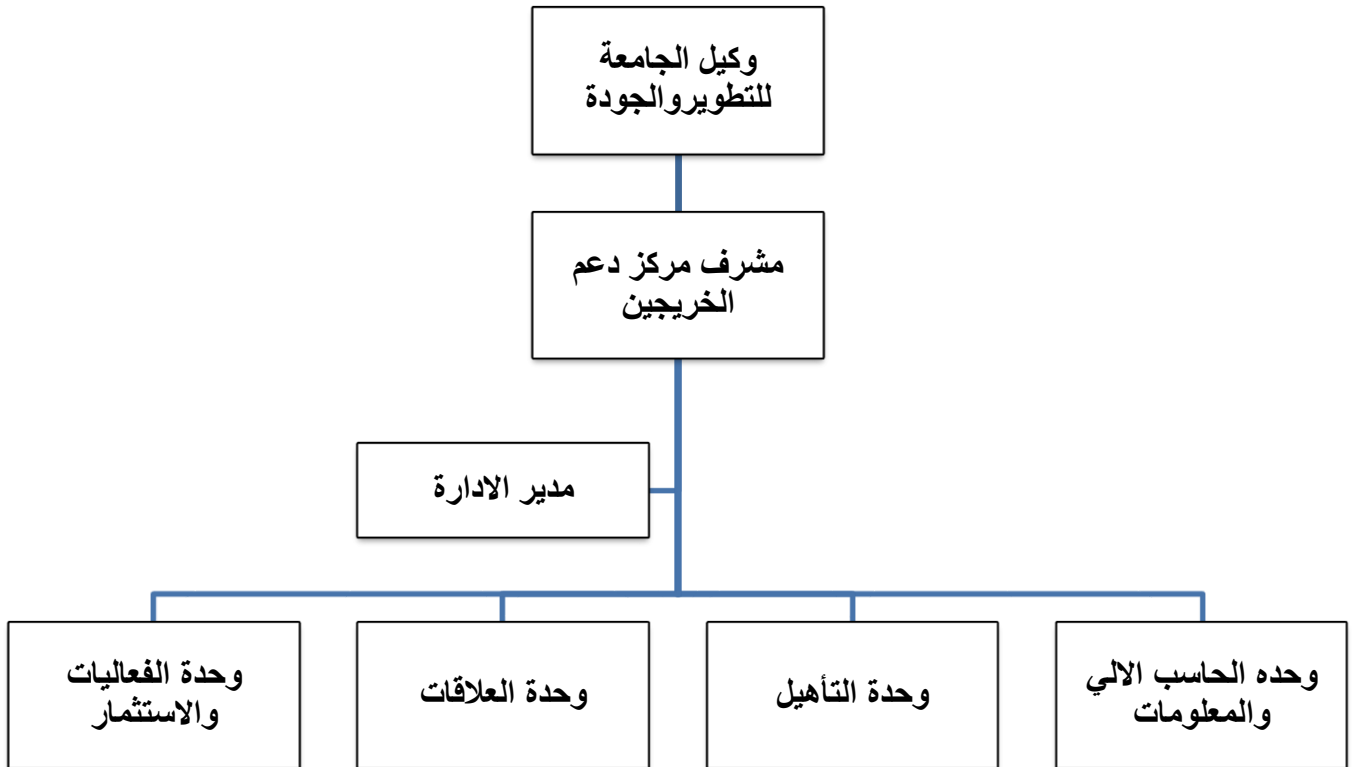 وكيل الجامعة
للتطويروالجودة
مشرف مركز دعم
الخريجين
مدير الادارة
وحده الحاسب الالي
والمعلومات
وحدة التأهيل
وحدة العلاقات
وحدة الفعاليات
والاستثمار